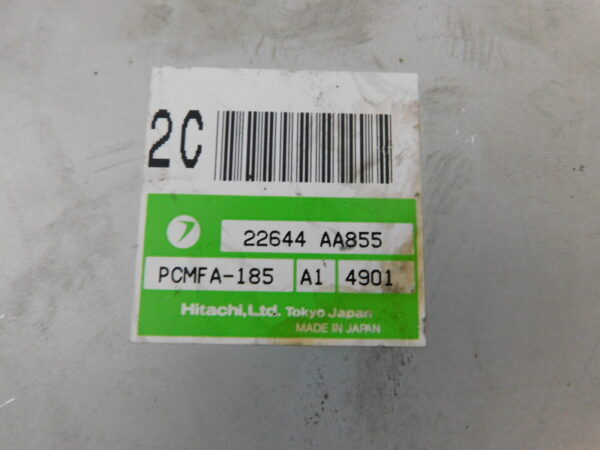 2C
22644 AA855
PCMFA-185 A1 4901
Hitachi,Ltd. Tokyo Japan
MADE IN JAPAN